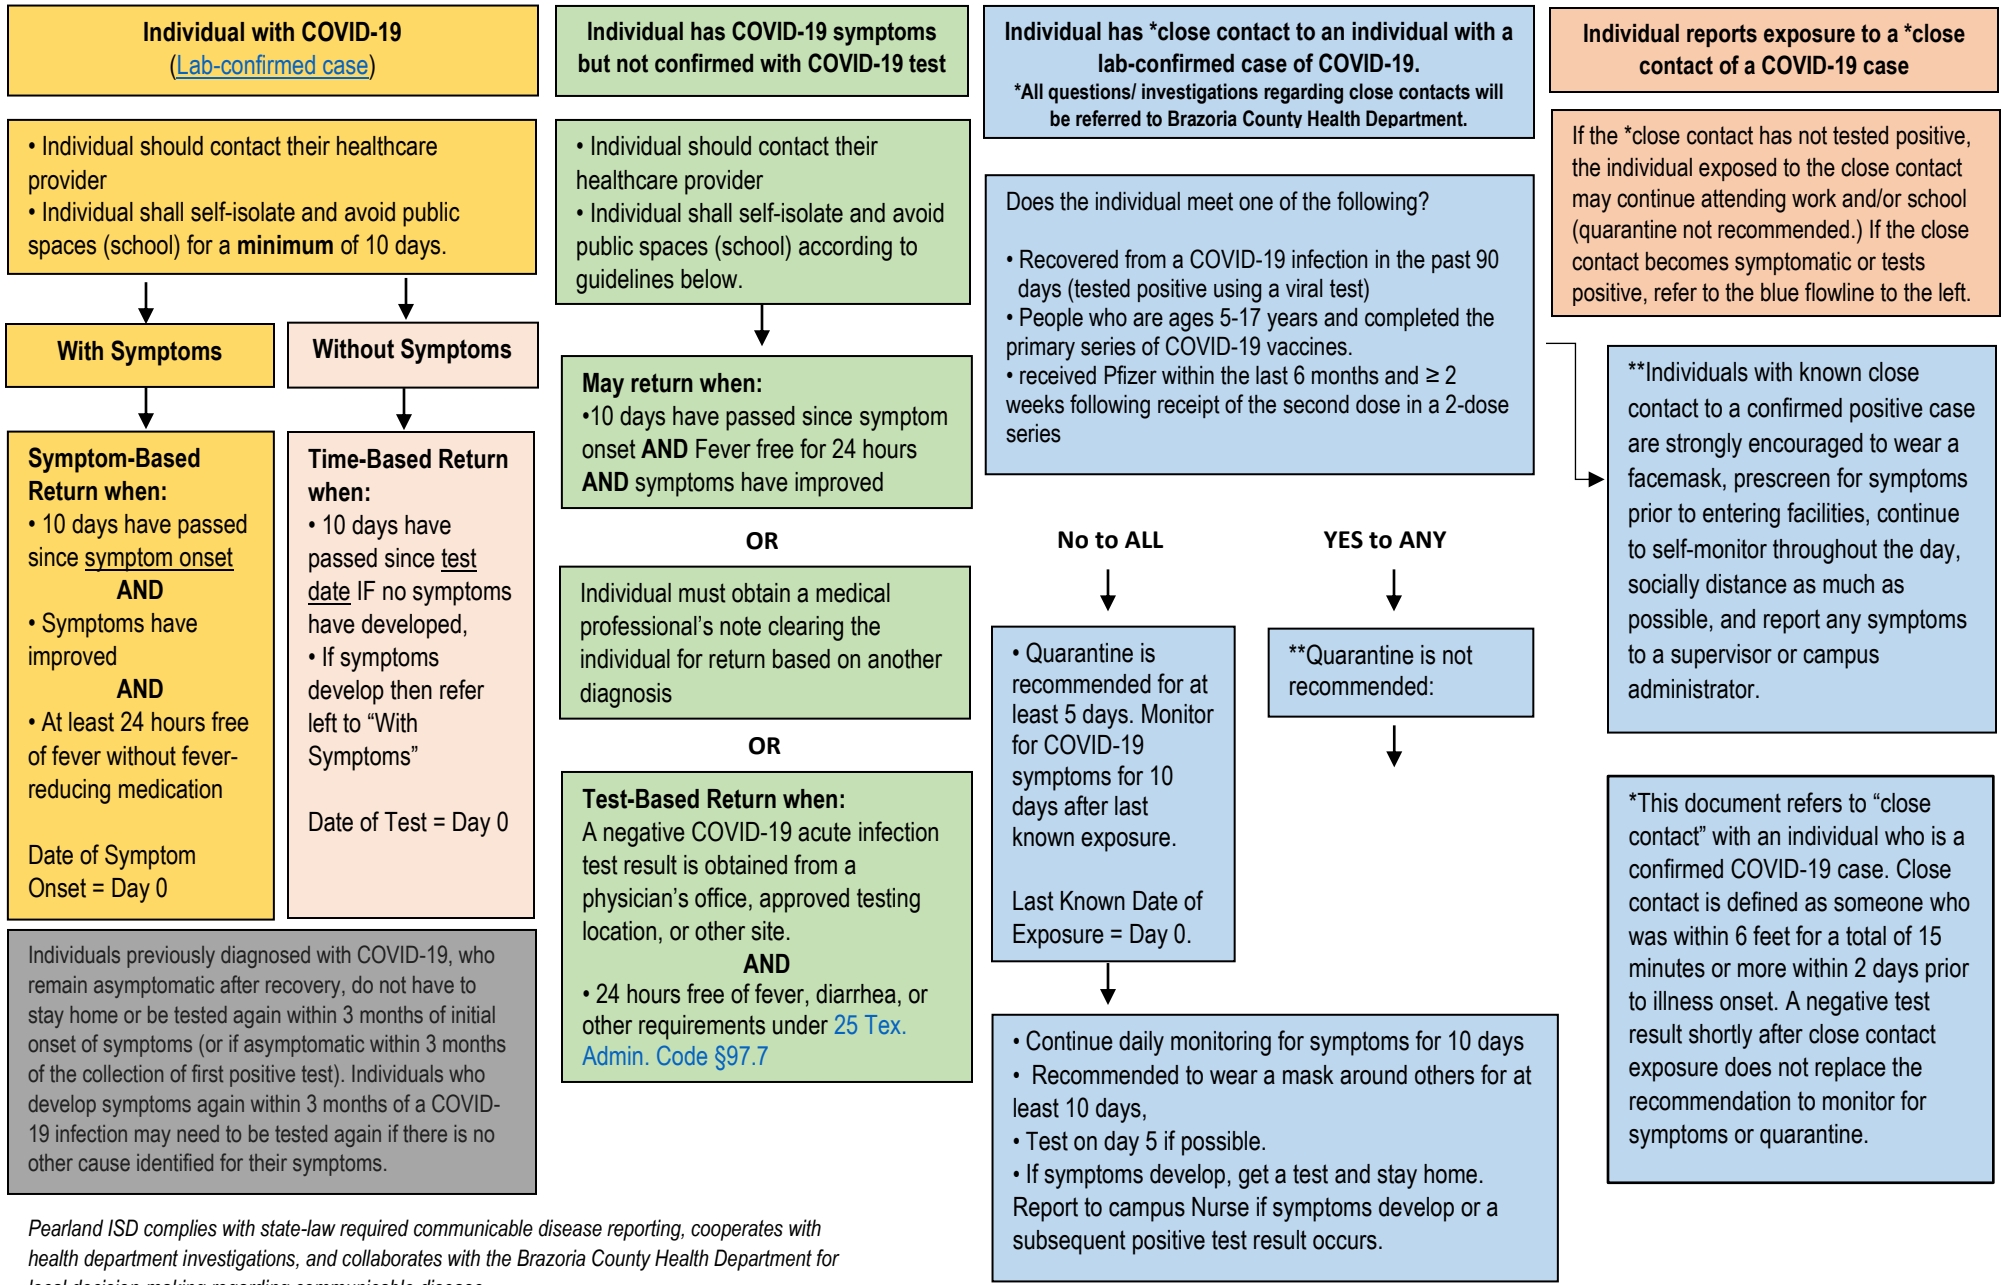 Individual with COVID-19
(Lab-confirmed case)
• Individual should contact their healthcare
provider
• Individual shall self-isolate and avoid public
spaces (school) for a minimum of 10 days.
With Symptoms
Without Symptoms
Symptom-Based
Return when:
• 10 days have passed
since symptom onset
AND
• Symptoms have
improved
AND
• At least 24 hours free
of fever without fever-
reducing medication
Date of Symptom
Onset = Day 0
Time-Based Return
when:
• 10 days have
passed since test
date IF no symptoms
have developed,
• If symptoms
develop then refer
left to “With
Symptoms”
Date of Test = Day 0
Individuals previously diagnosed with COVID-19, who
remain asymptomatic after recovery, do not have to
stay home or be tested again within 3 months of initial
onset of symptoms (or if asymptomatic within 3 months
of the collection of first positive test). Individuals who
develop symptoms again within 3 months of a COVID-
19 infection may need to be tested again if there is no
other cause identified for their symptoms.
Pearland ISD complies with state-law required communicable disease reporting, cooperates with
health department investigations, and collaborates with the Brazoria County Health Department for
local decision making regarding communicable disease
Individual has COVID-19 symptoms
but not confirmed with COVID-19 test
• Individual should contact their
healthcare provider
• Individual shall self-isolate and avoid
public spaces (school) according to
guidelines below.
May return when:
•10 days have passed since symptom
onset AND Fever free for 24 hours
AND symptoms have improved
OR
Individual must obtain a medical
professional’s note clearing the
individual for return based on another
diagnosis
OR
Test-Based Return when:
A negative COVID-19 acute infection
test result is obtained from a
physician’s office, approved testing
location, or other site.
AND
• 24 hours free of fever, diarrhea, or
other requirements under 25 Tex.
Admin. Code §97.7
Individual has *close contact to an individual with a
lab-confirmed case of COVID-19.
*All questions/ investigations regarding close contacts will
be referred to Brazoria County Health Department.
Does the individual meet one of the following?
• Recovered from a COVID-19 infection in the past 90
days (tested positive using a viral test)
• People who are ages 5-17 years and completed the
primary series of COVID-19 vaccines.
• received Pfizer within the last 6 months and ≥ 2
weeks following receipt of the second dose in a 2-dose
series
No to ALL
YES to ANY
• Quarantine is
recommended for at
least 5 days. Monitor
for COVID-19
symptoms for 10
days after last
known exposure.
Last Known Date of
Exposure = Day 0.
**Quarantine is not
recommended:
• Continue daily monitoring for symptoms for 10 days
• Recommended to wear a mask around others for at
least 10 days,
• Test on day 5 if possible.
• If symptoms develop, get a test and stay home.
Report to campus Nurse if symptoms develop or a
subsequent positive test result occurs.
Individual reports exposure to a *close
contact of a COVID-19 case
If the *close contact has not tested positive,
the individual exposed to the close contact
may continue attending work and/or school
(quarantine not recommended.) If the close
contact becomes symptomatic or tests
positive, refer to the blue flowline to the left.
**Individuals with known close
contact to a confirmed positive case
are strongly encouraged to wear a
facemask, prescreen for symptoms
prior to entering facilities, continue
to self-monitor throughout the day,
socially distance as much as
possible, and report any symptoms
to a supervisor or campus
administrator.
*This document refers to “close
contact” with an individual who is a
confirmed COVID-19 case. Close
contact is defined as someone who
was within 6 feet for a total of 15
minutes or more within 2 days prior
to illness onset. A negative test
result shortly after close contact
exposure does not replace the
recommendation to monitor for
symptoms or quarantine.